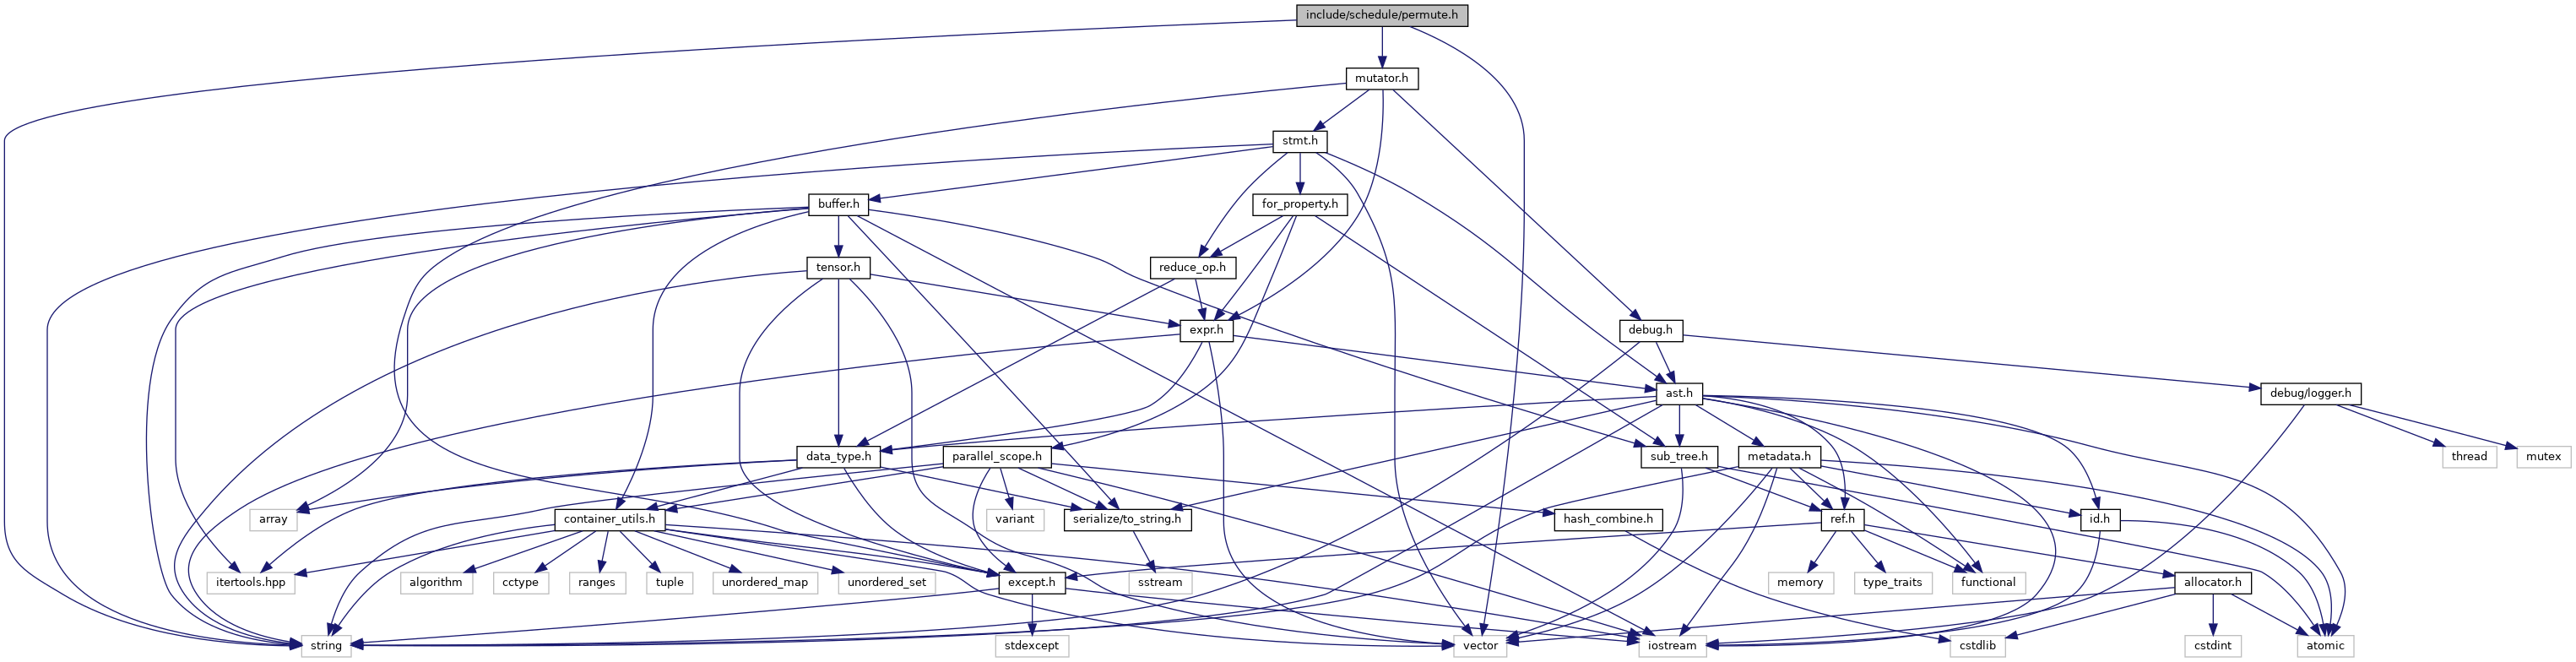 include/schedule/permute.h
mutator.h
stmt.h
buffer.h
for_property.h
tensor.h
reduce_op.h
expr.h
debug.h
ast.h
debug/logger.h
data_type.h
parallel_scope.h
sub_tree.h
metadata.h
thread
mutex
array
container_utils.h
variant
serialize/to_string.h
hash_combine.h
ref.h
id.h
itertools.hpp
algorithm
cctype
ranges
tuple
unordered_map
unordered_set
except.h
sstream
memory
type_traits
functional
allocator.h
string
stdexcept
vector
iostream
cstdlib
cstdint
atomic